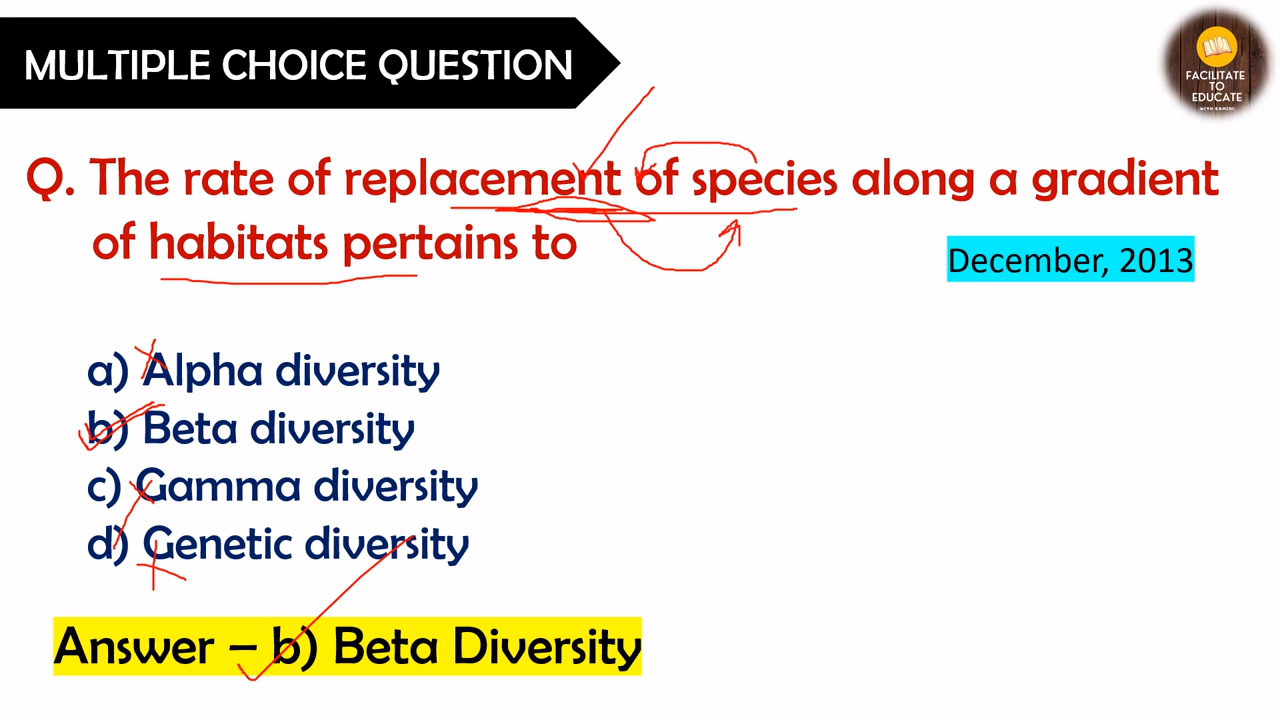 MULTIPLE CHOICE QUESTION
FACILITATE
TO
EDUCATE
Q. The rate of replacement of species along a gradient
of habitats pertains to
December, 2013
a) Alpha diversity
b) Beta diversity
c) Gamma diversity
d) Genetic diversity
Answer – b) Beta Diversity